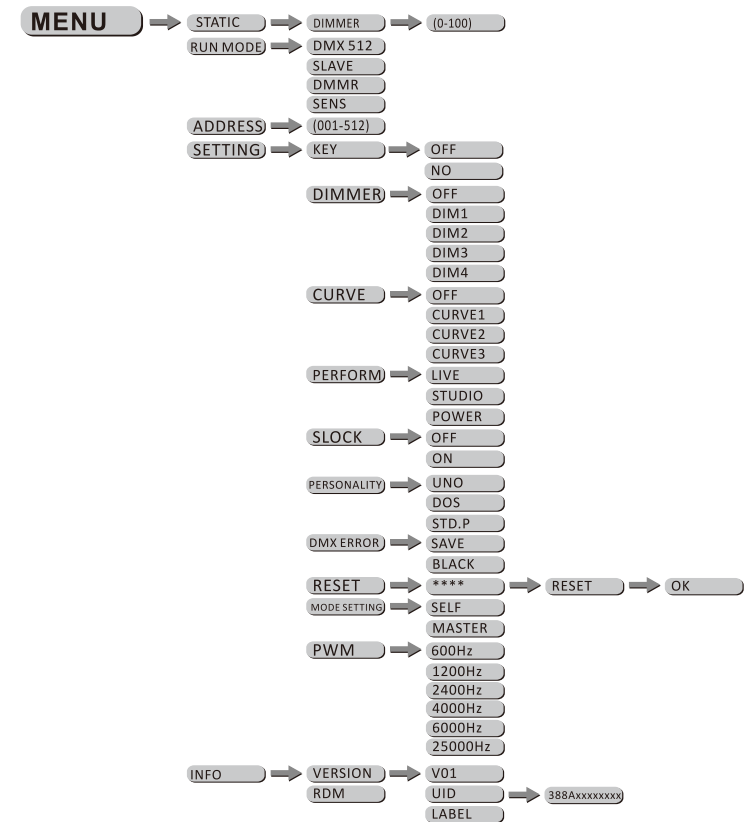 MENU STATIC DIMMER (0-100)
RUN MODE DMX 512
SLAVE
DMMR
SENS
ADDRESS (001-512)
SETTING KEY OFF
NO
DIMMER OFF
DIM1
DIM2
DIM3
DIM4
CURVE OFF
CURVE1
CURVE2
CURVE3
PERFORM LIVE
STUDIO
POWER
SLOCK OFF
ON
PERSONALITY UNO
DOS
STD.P
DMX ERROR SAVE
BLACK
RESET **** RESET OK
MODE SETTING SELF
MASTER
PWM 600Hz
1200Hz
2400Hz
4000Hz
6000Hz
25000Hz
INFO VERSION V01
RDM UID 388Axxxxxxxx
LABEL